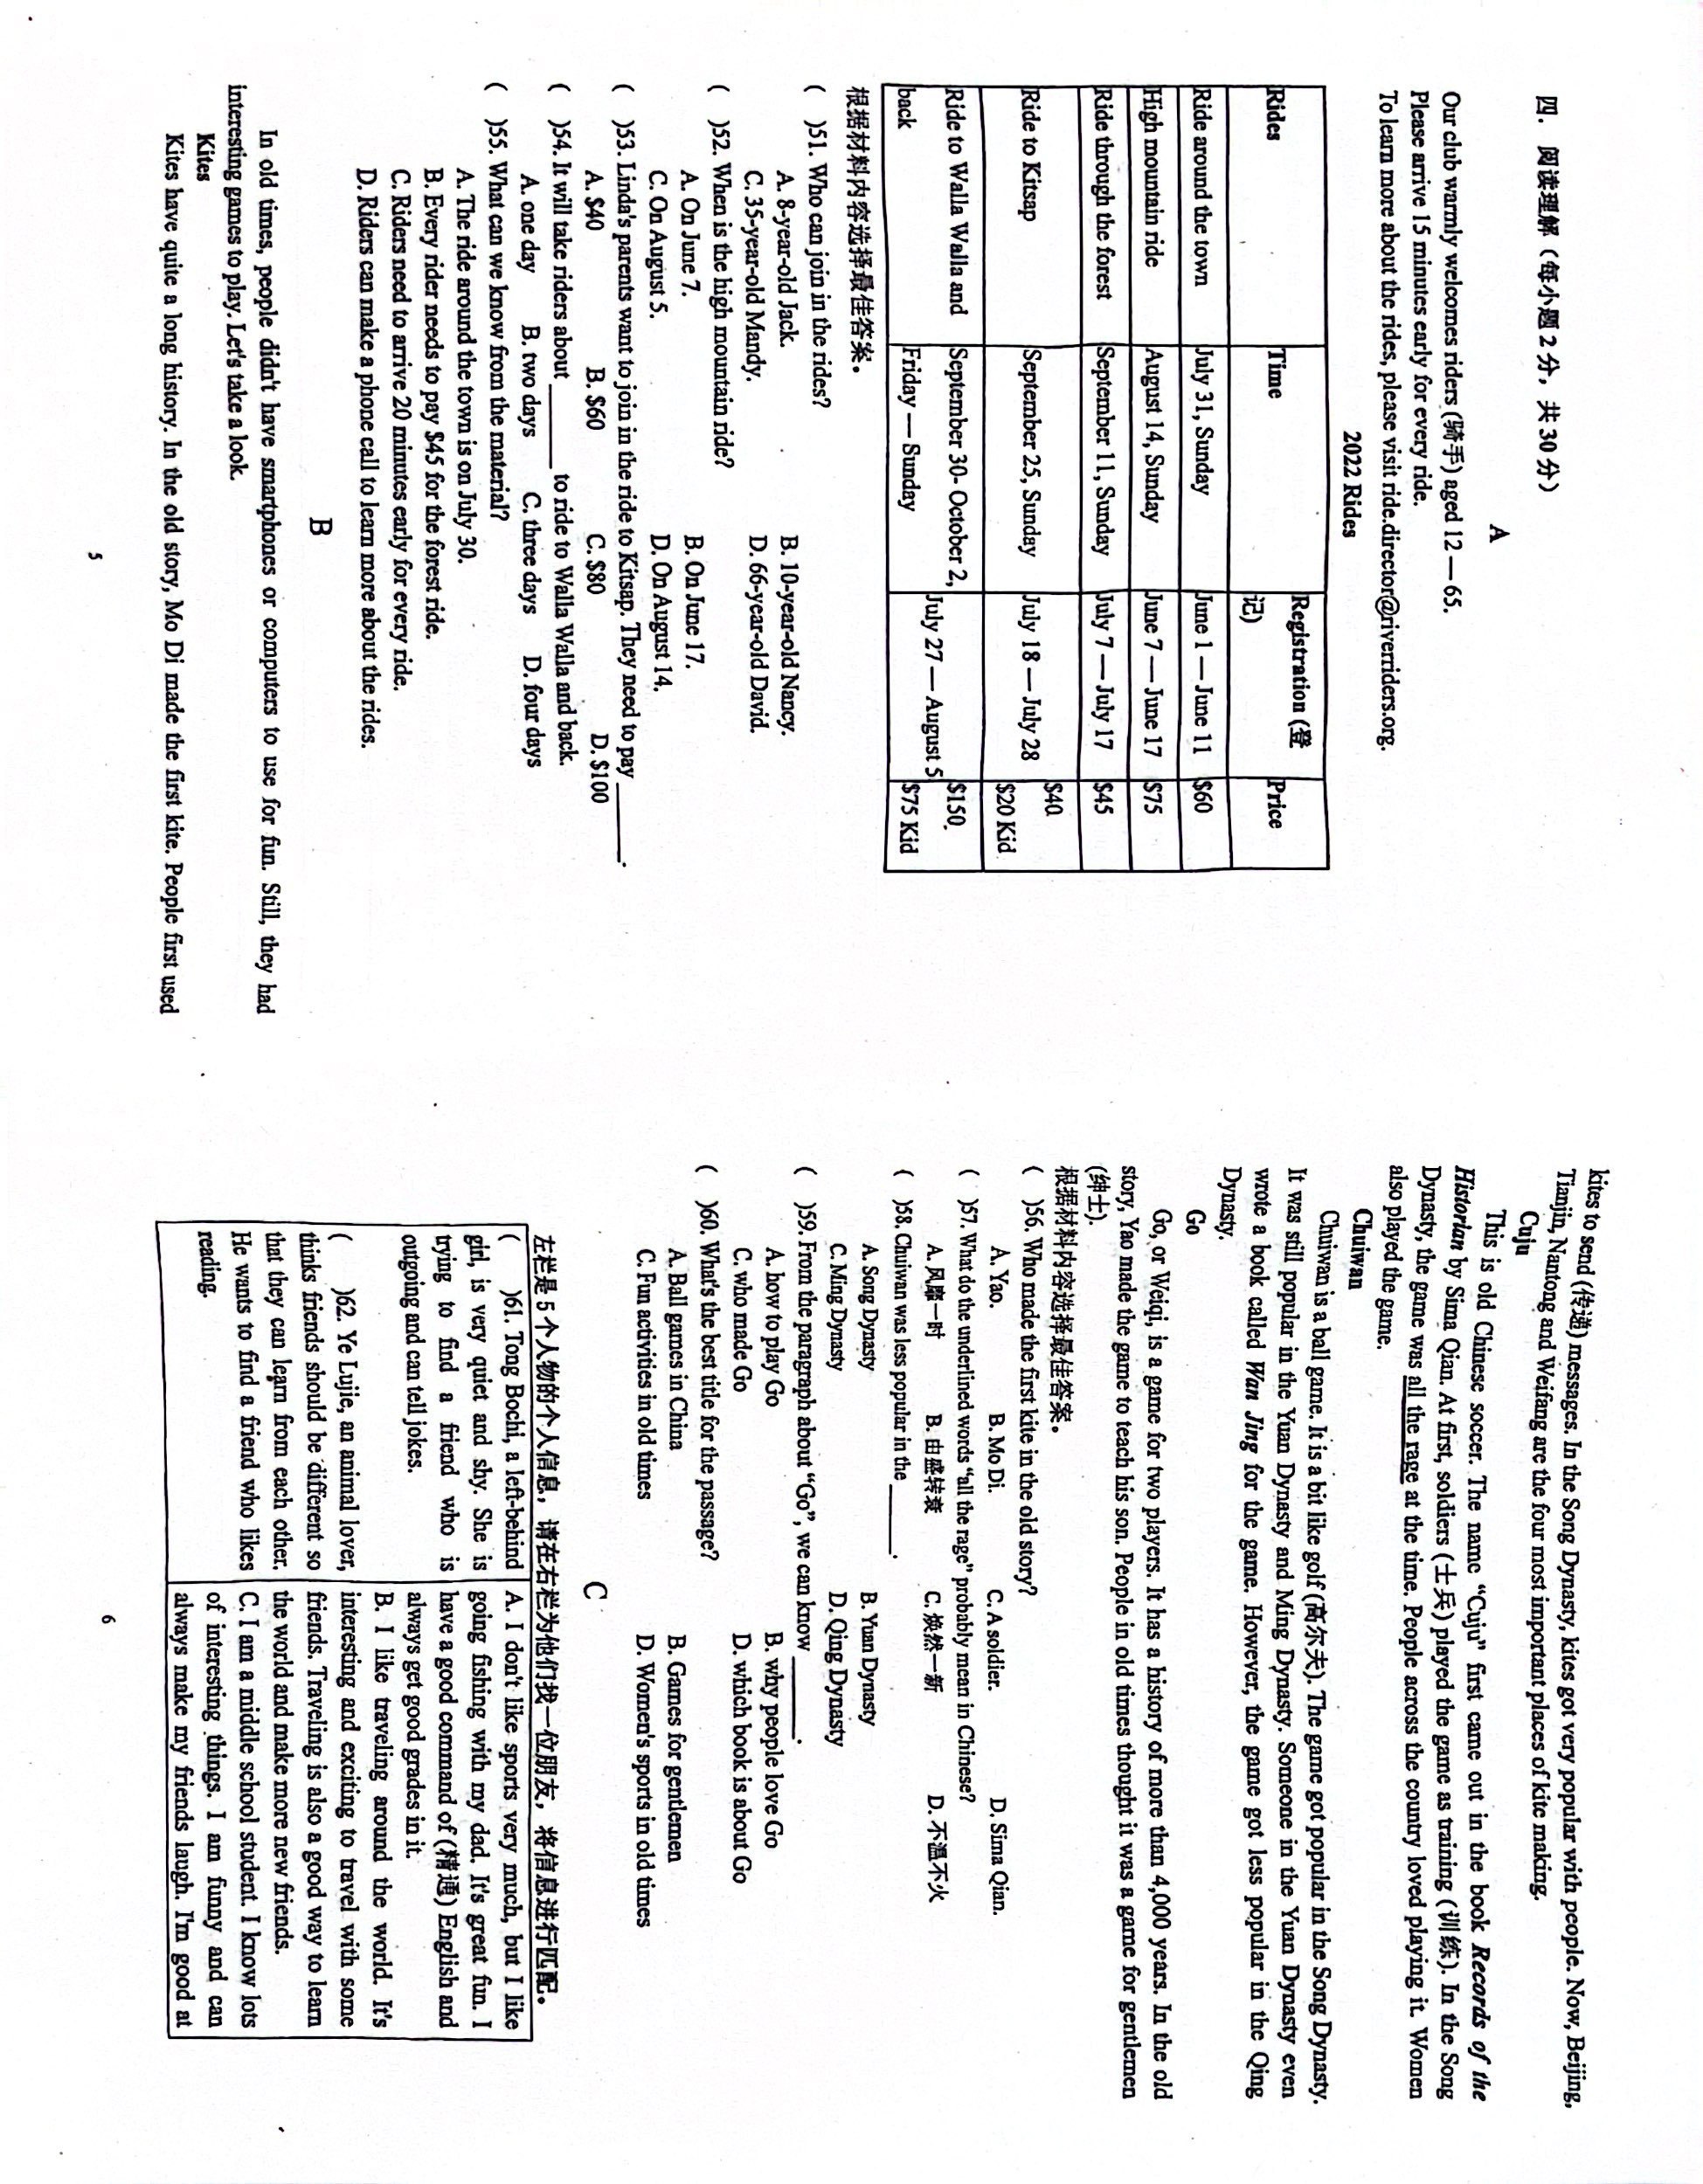 四. 阅读理解（每小题 2 分，共 30 分）
A
Our club warmly welcomes riders (骑手) aged 12—65.
Please arrive 15 minutes early for every ride.
To learn more about the rides, please visit ride.director@riverriders.org.
2022 Rides
Rides Time Registration (登记) Price
Ride around the town July 31, Sunday June 1 — June 11 $60
High mountain ride August 14, Sunday June 7 — June 17 $75
Ride through the forest September 11, Sunday July 7 — July 17 $45
Ride to Kitsap September 25, Sunday July 18 — July 28 $40 $20 Kid
Ride to Walla Walla and back September 30- October 2, Friday — Sunday July 27 — August 5 $150 $75 Kid
根据材料内容选择最佳答案。
( )51. Who can join in the rides?
A. 8-year-old Jack. B. 10-year-old Nancy.
C. 35-year-old Mandy. D. 66-year-old David.
( )52. When is the high mountain ride?
A. On June 7. B. On June 17.
C. On August 5. D. On August 14.
( )53. Linda's parents want to join in the ride to Kitsap. They need to pay ______.
A. $40 B. $60 C. $80 D. $100
( )54. It will take riders about ______ to ride to Walla Walla and back.
A. one day B. two days C. three days D. four days
( )55. What can we know from the material?
A. The ride around the town is on July 30.
B. Every rider needs to pay $45 for the forest ride.
C. Riders need to arrive 20 minutes early for every ride.
D. Riders can make a phone call to learn more about the rides.
B
In old times, people didn't have smartphones or computers to use for fun. Still, they had
interesting games to play. Let's take a look.
Kites
Kites have quite a long history. In the old story, Mo Di made the first kite. People first used
5
kites to send (传递) messages. In the Song Dynasty, kites got very popular with people. Now, Beijing,
Tianjin, Nantong and Weifang are the four most important places of kite making.
Cuju
This is old Chinese soccer. The name "Cuju" first came out in the book Records of the
Historian by Sima Qian. At first, soldiers (士兵) played the game as training (训练). In the Song
Dynasty, the game was all the rage at the time. People across the country loved playing it. Women
also played the game.
Chuiwan
Chuiwan is a ball game. It is a bit like golf (高尔夫). The game got popular in the Song Dynasty.
It was still popular in the Yuan Dynasty and Ming Dynasty. Someone in the Yuan Dynasty even
wrote a book called Wan Jing for the game. However, the game got less popular in the Qing
Dynasty.
Go
Go, or Weiqi, is a game for two players. It has a history of more than 4,000 years. In the old
story, Yao made the game to teach his son. People in old times thought it was a game for gentlemen
(绅士).
根据材料内容选择最佳答案。
( )56. Who made the first kite in the old story?
A. Yao. B. Mo Di. C. A soldier. D. Sima Qian.
( )57. What do the underlined words "all the rage" probably mean in Chinese?
A. 风靡一时 B. 由盛转衰 C. 焕然一新 D. 不温不火
( )58. Chuiwan was less popular in the ______.
A. Song Dynasty B. Yuan Dynasty
C. Ming Dynasty D. Qing Dynasty
( )59. From the paragraph about "Go", we can know ______.
A. how to play Go B. why people love Go
C. who made Go D. which book is about Go
( )60. What's the best title for the passage?
A. Ball games in China B. Games for gentlemen
C. Fun activities in old times D. Women's sports in old times
C
左栏是 5 个人物的个人信息，请在右栏为他们找一位朋友，将信息进行匹配。
( )61. Tong Bochi, a left-behind
girl, is very quiet and shy. She is
trying to find a friend who is
outgoing and can tell jokes.
( )62. Ye Lujie, an animal lover,
thinks friends should be different so
that they can learn from each other.
He wants to find a friend who likes
reading.
A. I don't like sports very much, but I like
going fishing with my dad. It's great fun. I
have a good command of (精通) English and
always get good grades in it.
B. I like traveling around the world. It's
interesting and exciting to travel with some
friends. Traveling is also a good way to learn
the world and make more new friends.
C. I am a middle school student. I know lots
of interesting things. I am funny and can
always make my friends laugh. I'm good at
6